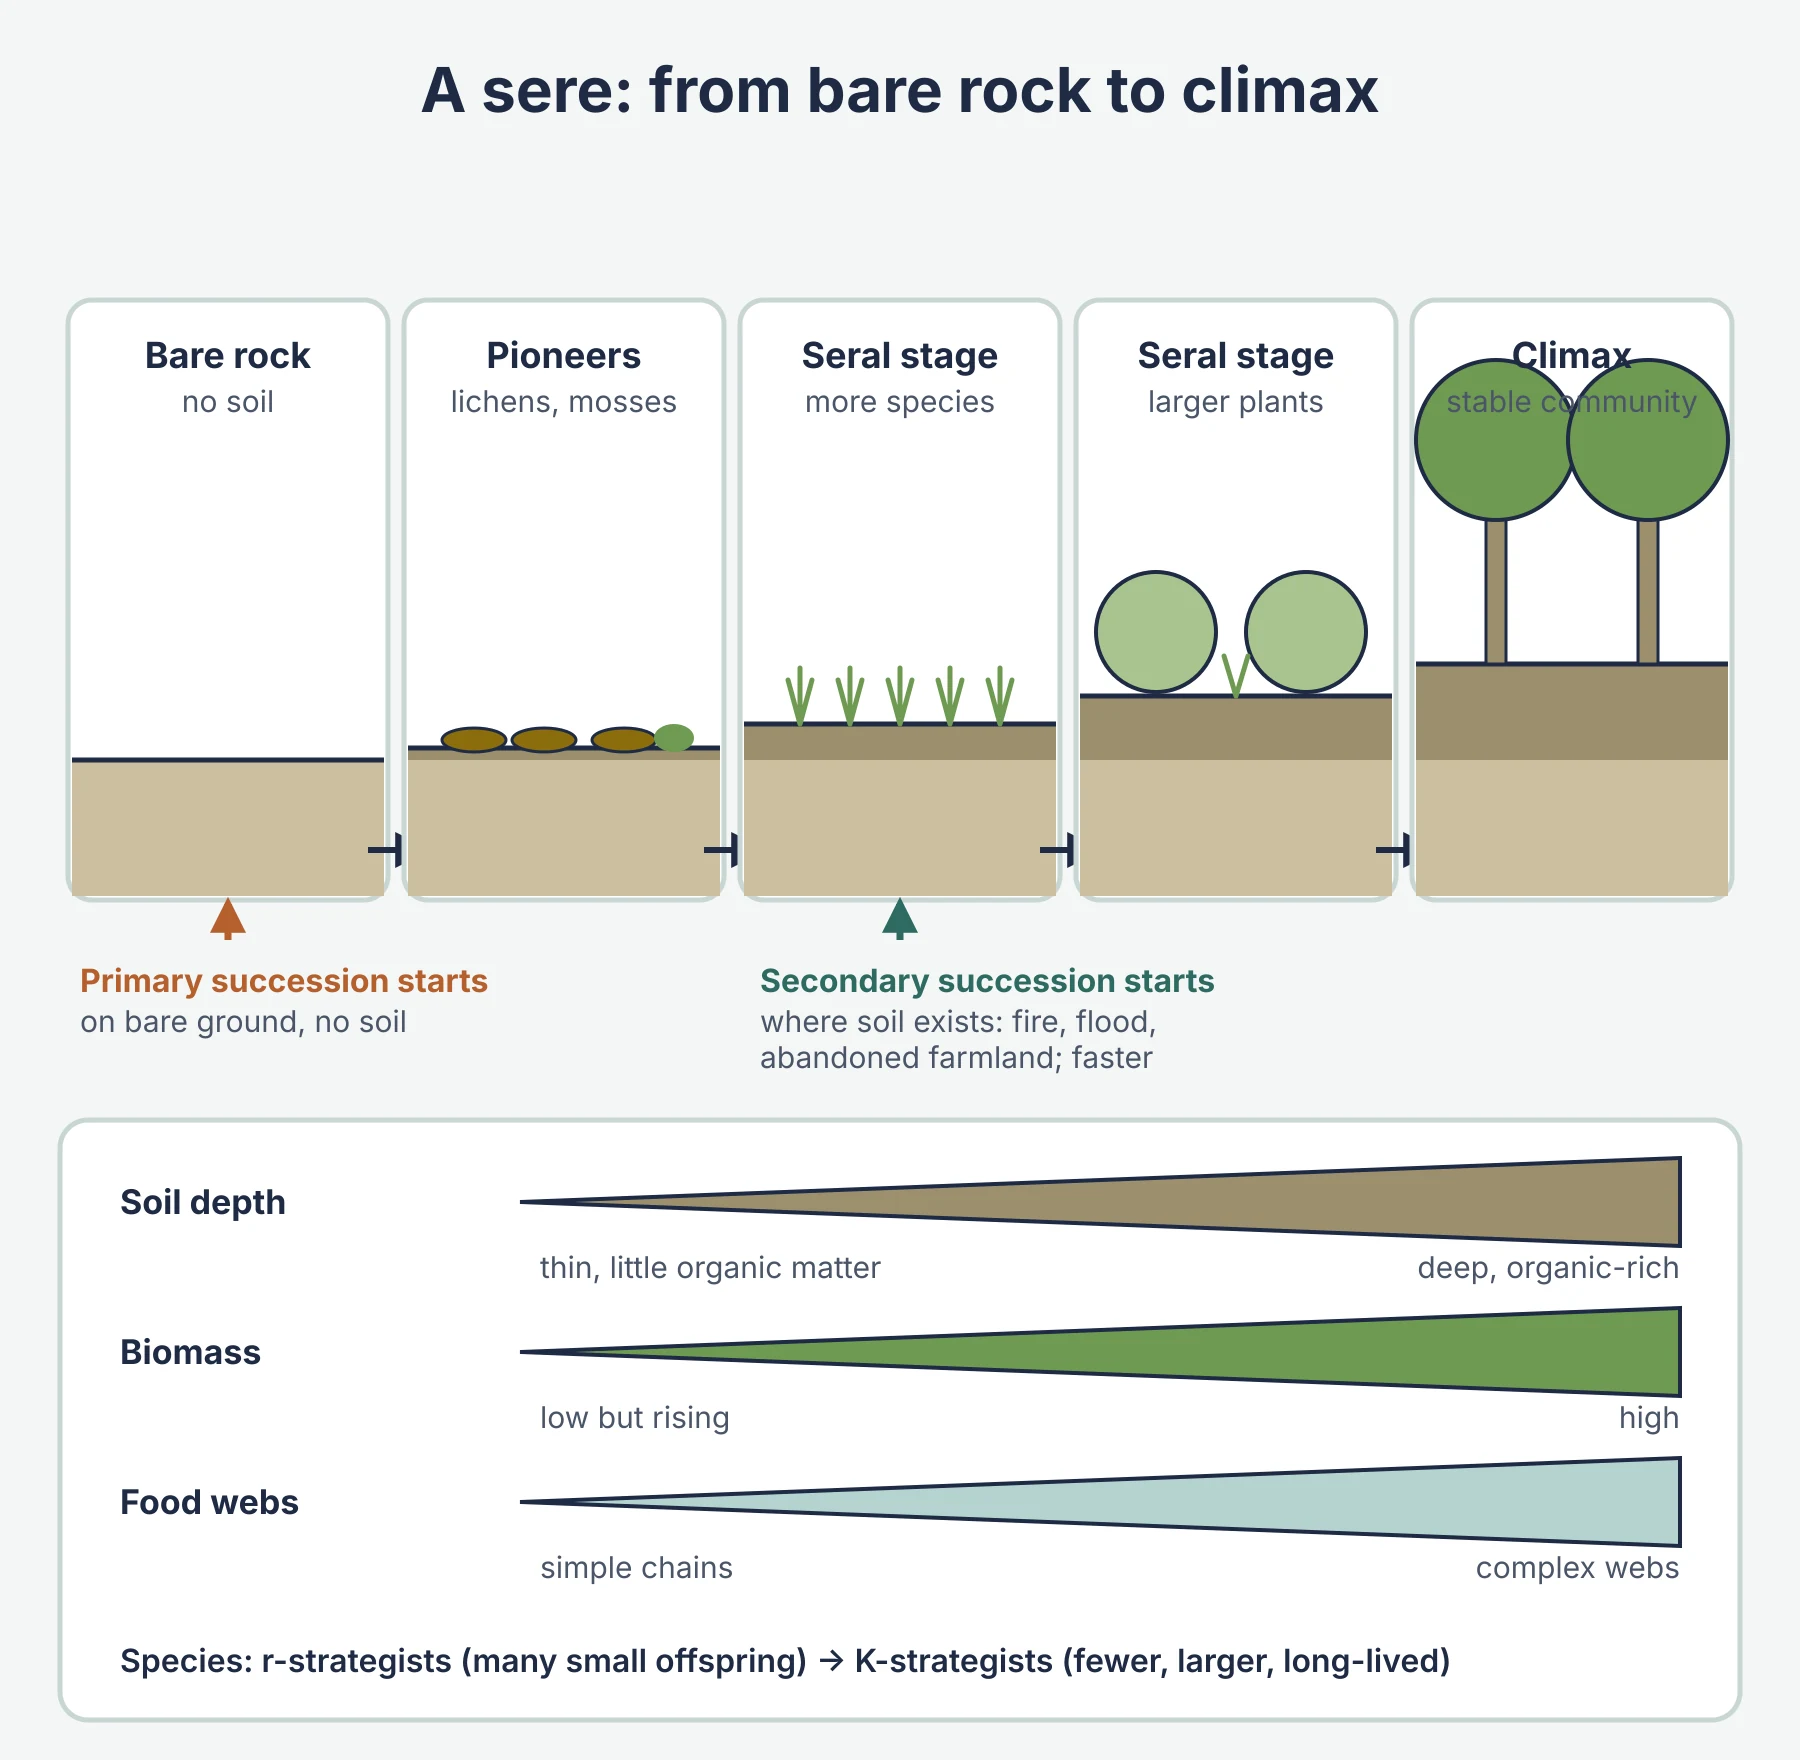 A sere: from bare rock to climax
Bare rock
no soil
Pioneers
lichens, mosses
Seral stage
more species
Seral stage
larger plants
Climax
stable community
Primary succession starts
on bare ground, no soil
Secondary succession starts
where soil exists: fire, flood,
abandoned farmland; faster
Soil depth
thin, little organic matter
deep, organic-rich
Biomass
low but rising
high
Food webs
simple chains
complex webs
Species: r-strategists (many small offspring) → K-strategists (fewer, larger, long-lived)